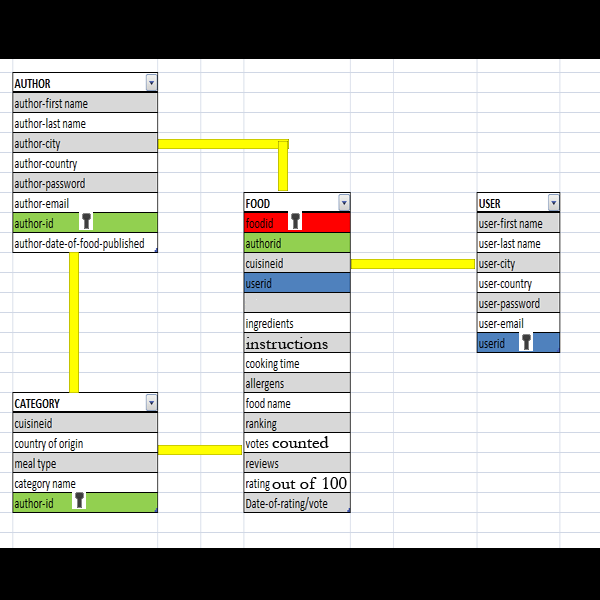 AUTHOR
author-first name
author-last name
author-city
author-country
author-password
author-email
author-id
author-date-of-food-published
FOOD
foodid
authorid
cuisineid
userid
ingredients
instructions
cooking time
allergens
food name
ranking
votes counted
reviews
rating out of 100
Date-of-rating/vote
USER
user-first name
user-last name
user-city
user-country
user-password
user-email
userid
CATEGORY
cuisineid
country of origin
meal type
category name
author-id